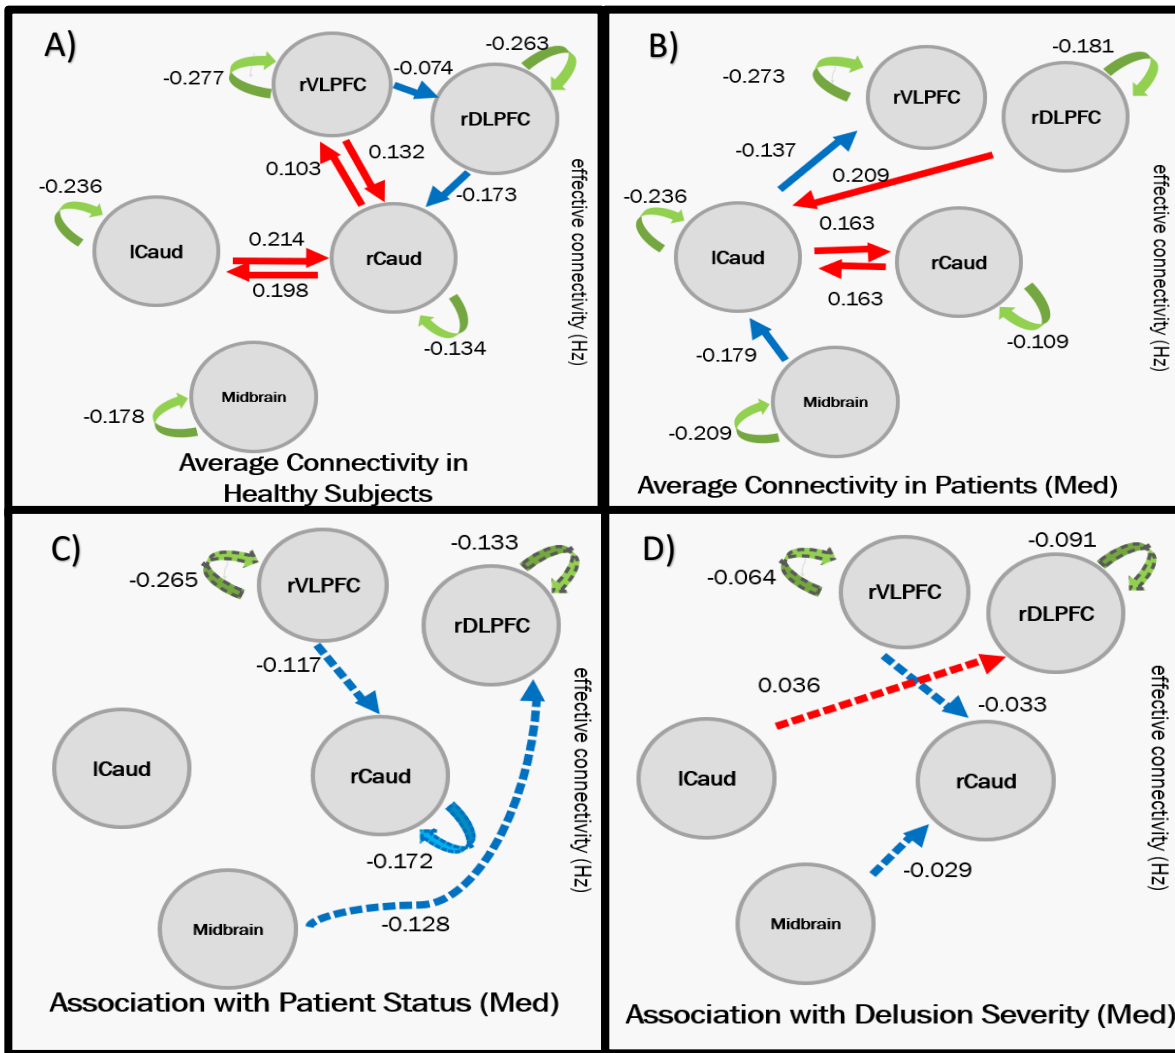 A)
-0.277
rVLPFC
-0.074
-0.263
rDLPFC
0.132
0.103
-0.173
-0.236
lCaud
0.214
0.198
rCaud
-0.134
Midbrain
-0.178
effective connectivity (Hz)
Average Connectivity in
Healthy Subjects
B)
-0.273
rVLPFC
-0.181
rDLPFC
-0.137
0.209
-0.236
lCaud
0.163
0.163
rCaud
-0.109
-0.179
Midbrain
-0.209
effective connectivity (Hz)
Average Connectivity in Patients (Med)
C)
-0.265
rVLPFC
-0.133
rDLPFC
-0.117
lCaud
rCaud
-0.172
Midbrain
-0.128
effective connectivity (Hz)
Association with Patient Status (Med)
D)
-0.064
rVLPFC
-0.091
rDLPFC
0.036
-0.033
lCaud
rCaud
-0.029
Midbrain
effective connectivity (Hz)
Association with Delusion Severity (Med)